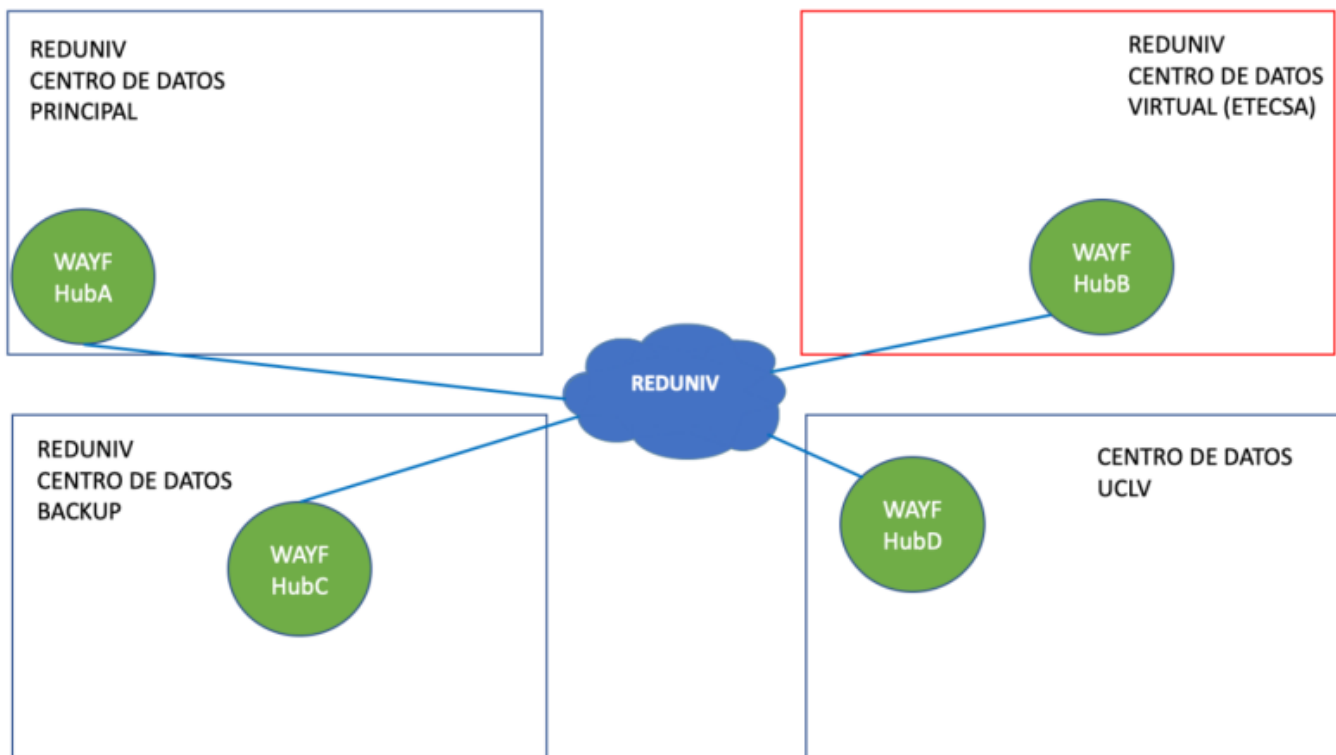 REDUNIV
CENTRO DE DATOS
PRINCIPAL
WAYF
HubA
REDUNIV
CENTRO DE DATOS
VIRTUAL (ETECSA)
WAYF
HubB
REDUNIV
REDUNIV
CENTRO DE DATOS
BACKUP
WAYF
HubC
CENTRO DE DATOS
UCLV
WAYF
HubD